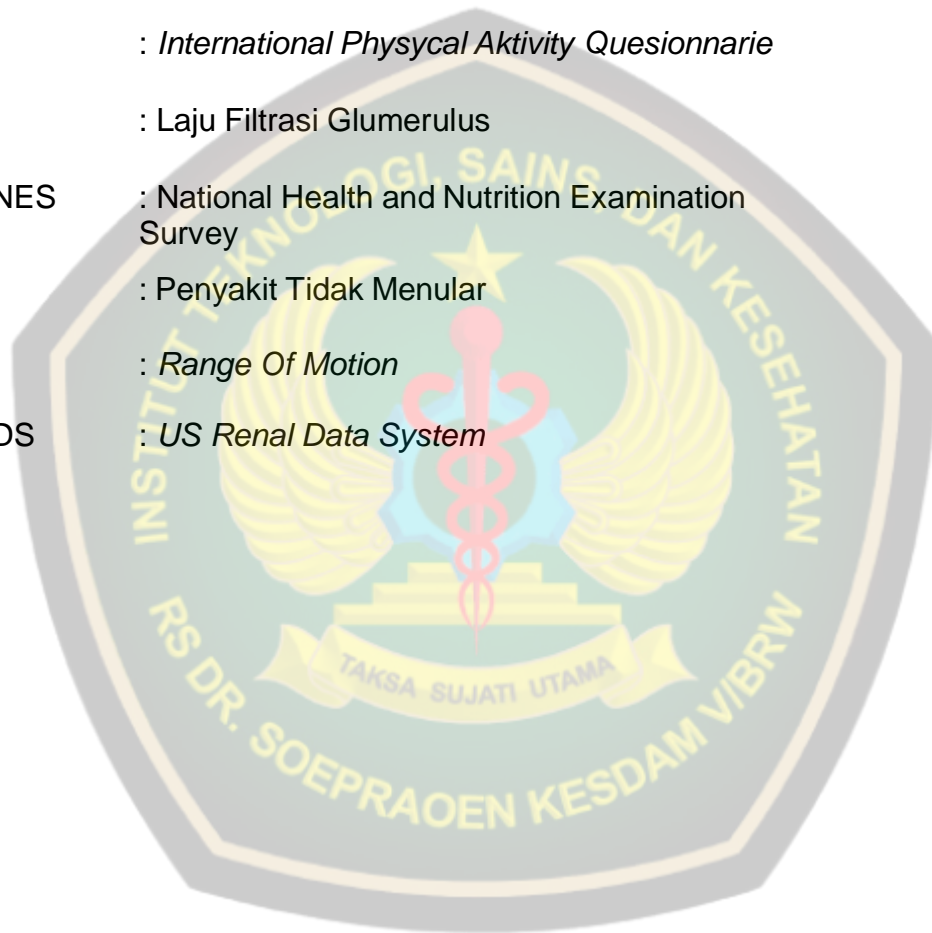 : International Physycal Aktivity Quesionnarie
: Laju Filtrasi Glumerulus
NES : National Health and Nutrition Examination
Survey
: Penyakit Tidak Menular
: Range Of Motion
DS : US Renal Data System
INSTITUT TEKNOLOGI, SAINS, DAN KESEHATAN
TAKSA SUJATI UTAMA
RS DR. SOEPRAOEN KESDAM V/BRW